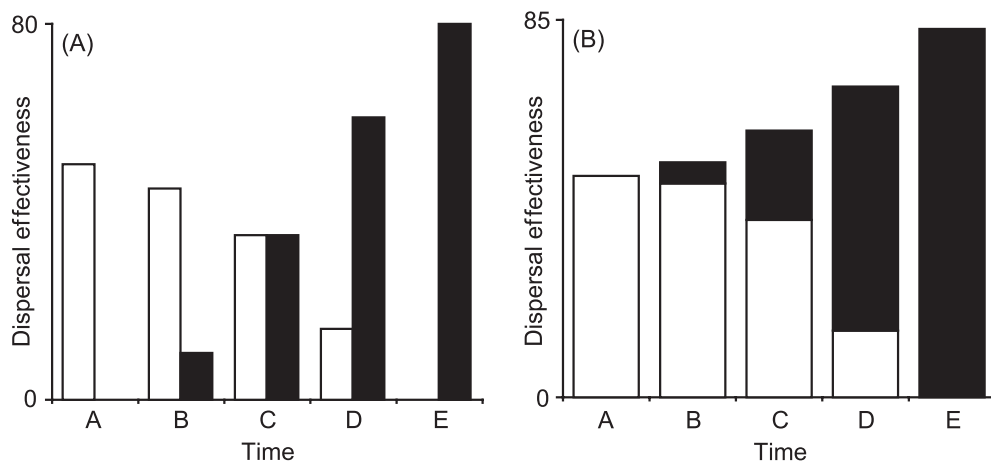 80
(A)
Dispersal effectiveness
0
A B C D E
Time
85
(B)
Dispersal effectiveness
0
A B C D E
Time